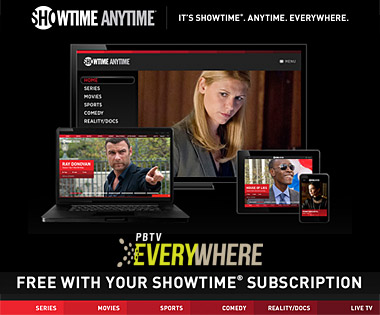 SHOWTIME ANYTIME®
IT'S SHOWTIME®. ANYTIME. EVERYWHERE.
SHOWTIME ANYTIME
MENU
HOME
SERIES
MOVIES
SPORTS
COMEDY
REALITY/DOCS
RAY DONOVAN
HOUSE OF LIES
PBTV
EVERYWHERE
FREE WITH YOUR SHOWTIME® SUBSCRIPTION
SERIES
MOVIES
SPORTS
COMEDY
REALITY/DOCS
LIVE TV